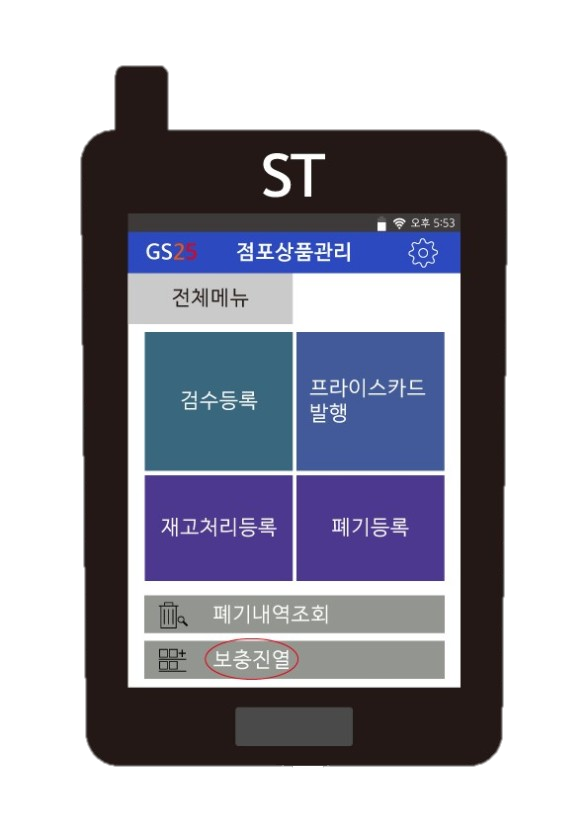 ST
오후 5:53
GS25 점포상품관리
전체메뉴
검수등록
프라이스카드
발행
재고처리등록
폐기등록
폐기내역조회
보충진열